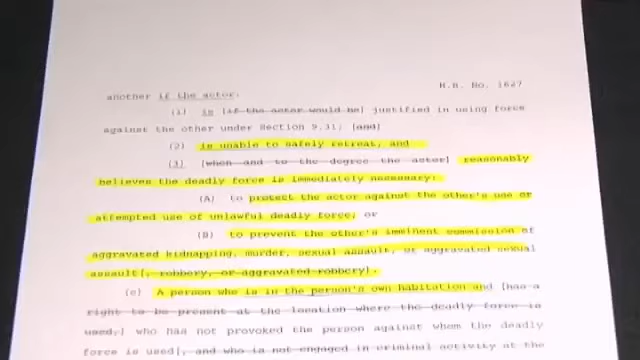 H.B. No. 1627
another if the actor:
(1) is [if the actor would be] justified in using force
against the other under Section 9.31; [and]
(2) is unable to safely retreat; and
(3) [when and to the degree the actor] reasonably
believes the deadly force is immediately necessary:
(A) to protect the actor against the other's use or
attempted use of unlawful deadly force; or
(B) to prevent the other's imminent commission of
aggravated kidnapping, murder, sexual assault, or aggravated sexual
assault[, robbery, or aggravated robbery].
(c) A person who is in the person's own habitation and [has a
right to be present at the location where the deadly force is
used,] who has not provoked the person against whom the deadly
force is used[, and who is not engaged in criminal activity at the